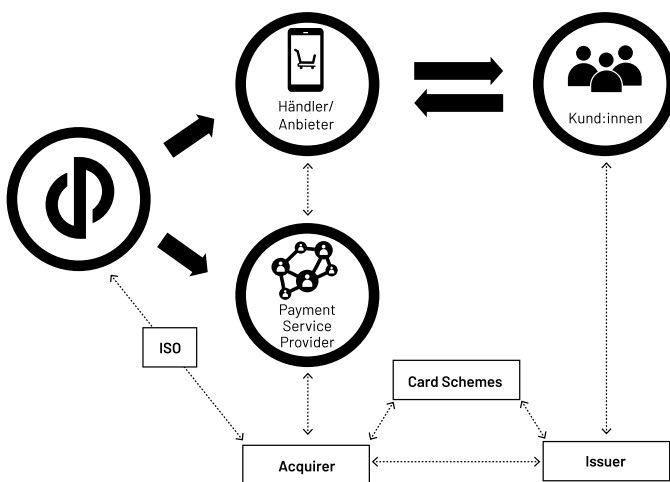 Händler/
Anbieter
Kund:innen
Payment
Service
Provider
ISO
Card Schemes
Acquirer
Issuer